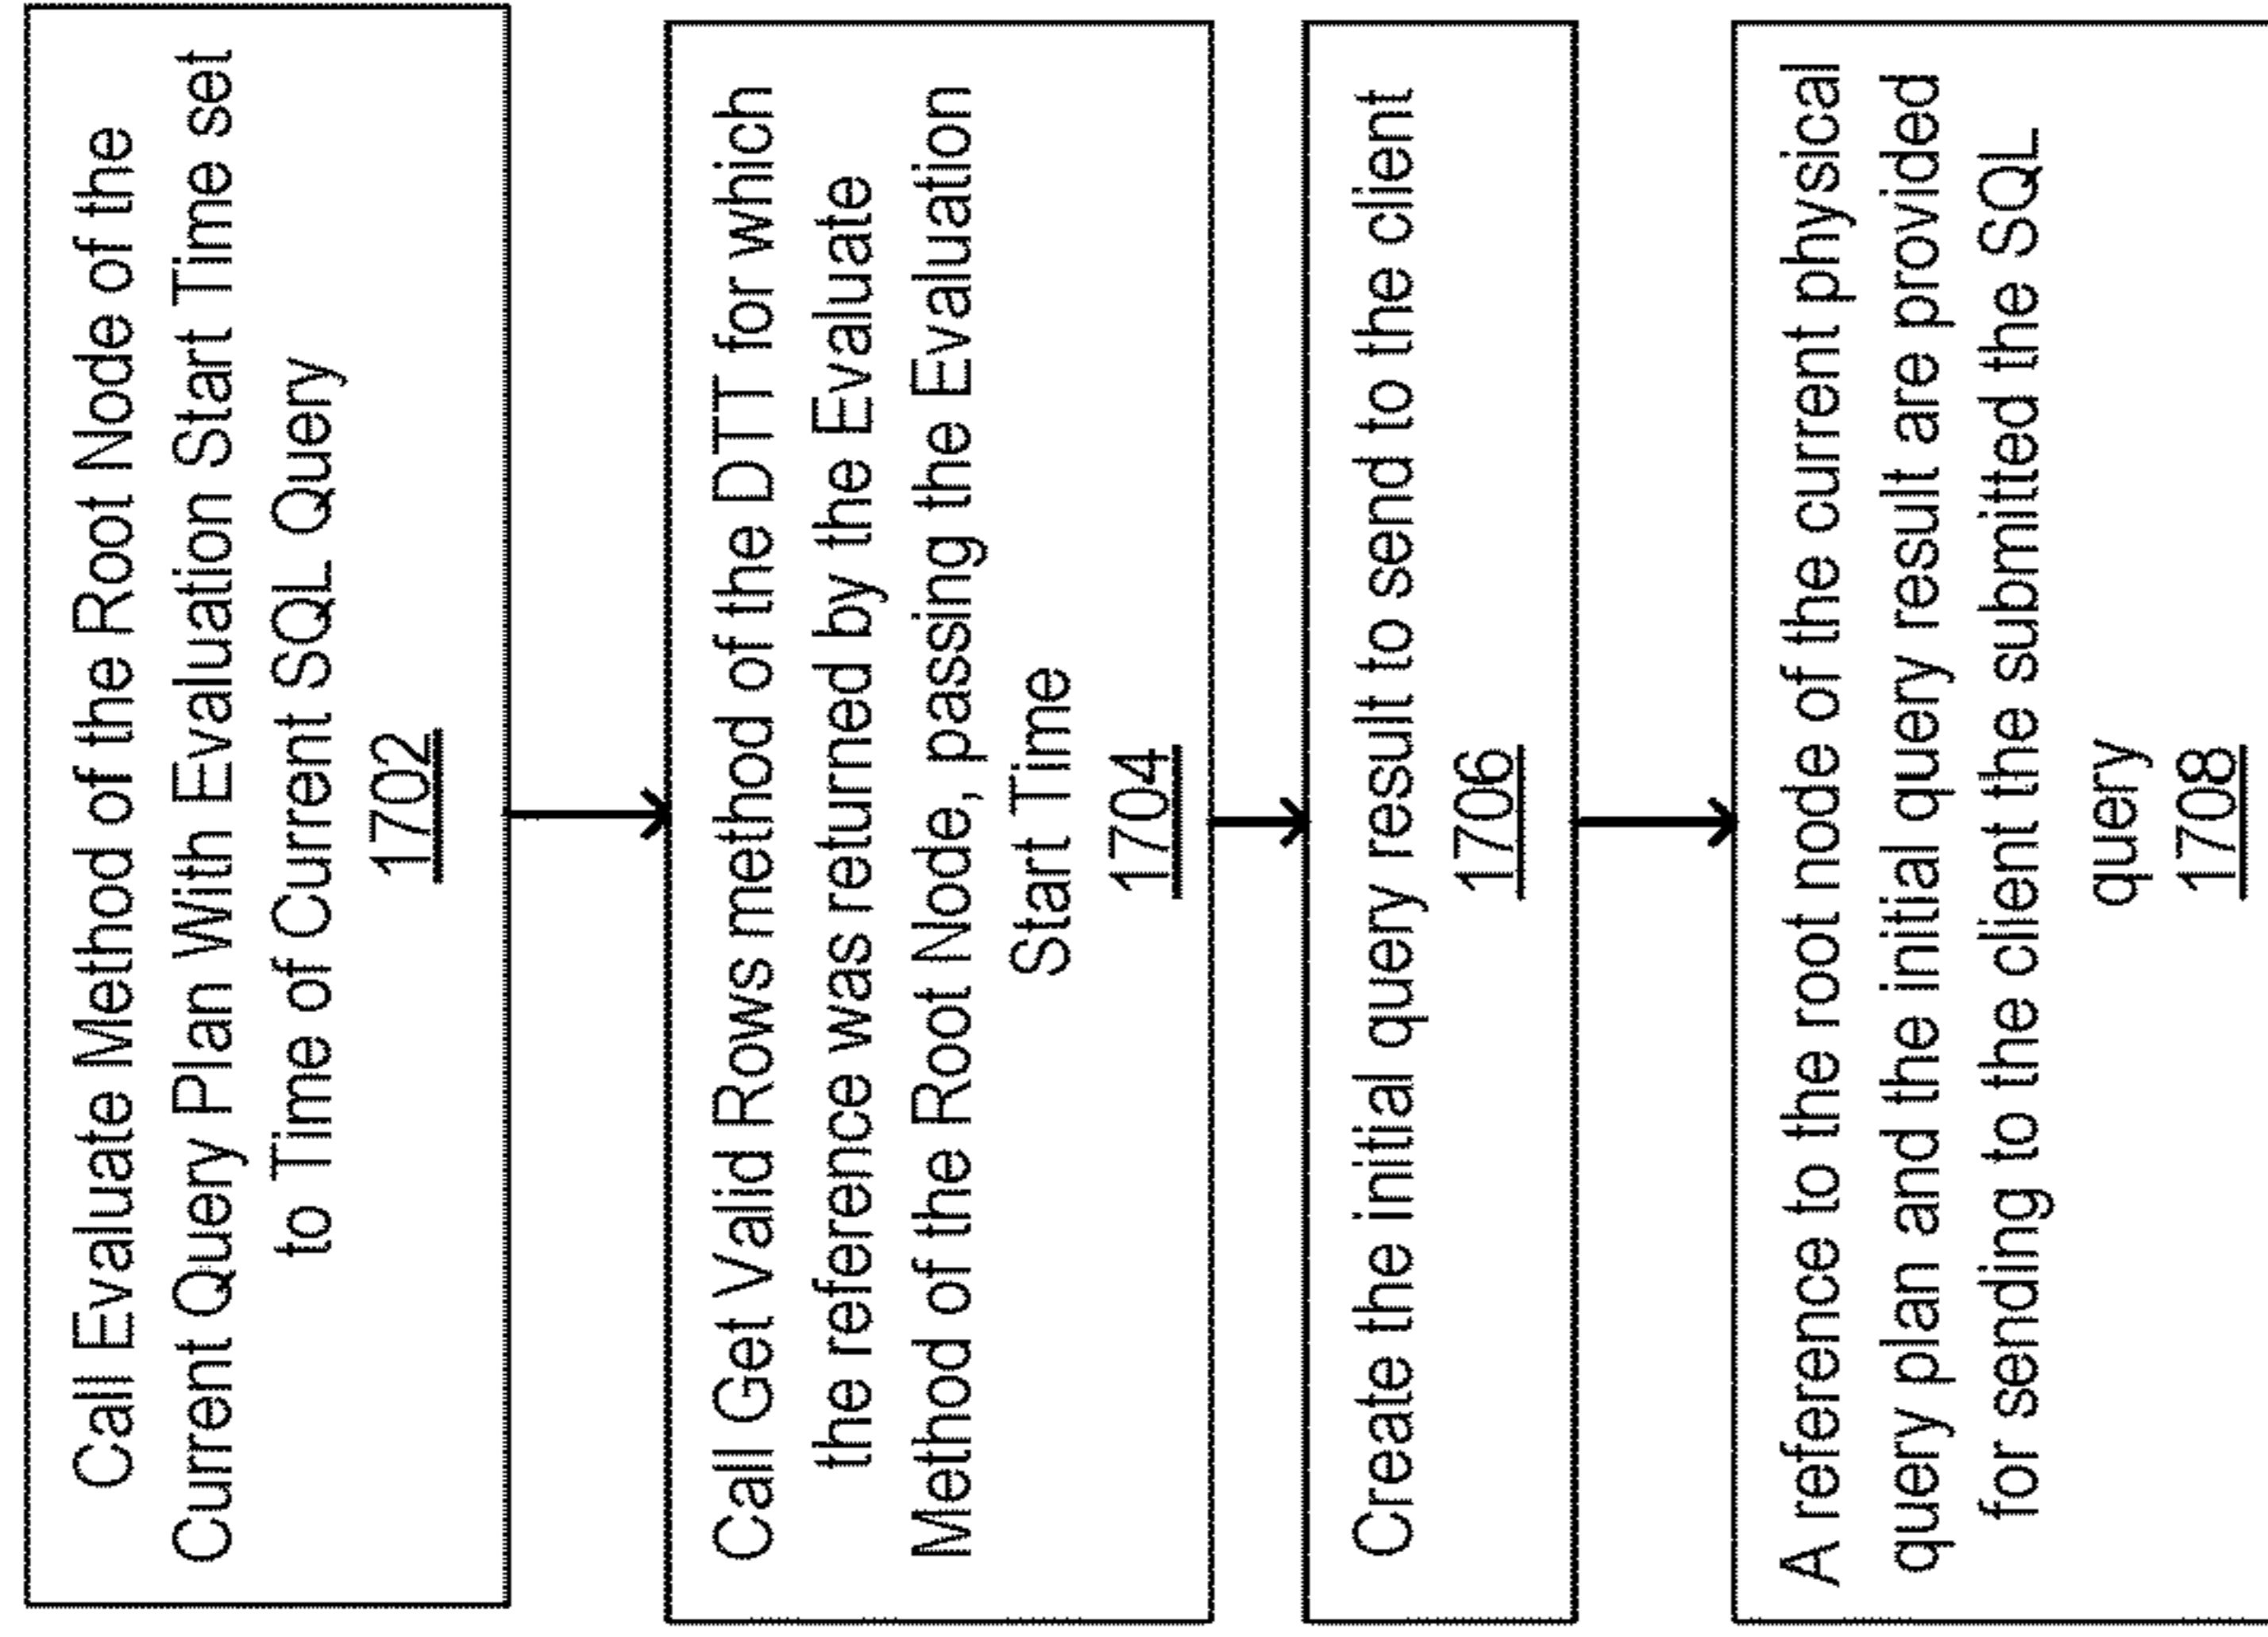 Call Evaluate Method of the Root Node of the
Current Query Plan With Evaluation Start Time set
to Time of Current SQL Query
1702
Call Get Valid Rows method of the DTT for which
the reference was returned by the Evaluate
Method of the Root Node, passing the Evaluation
Start Time
1704
Create the initial query result to send to the client
1706
A reference to the root node of the current physical
query plan and the initial query result are provided
for sending to the client the submitted the SQL
query
1708